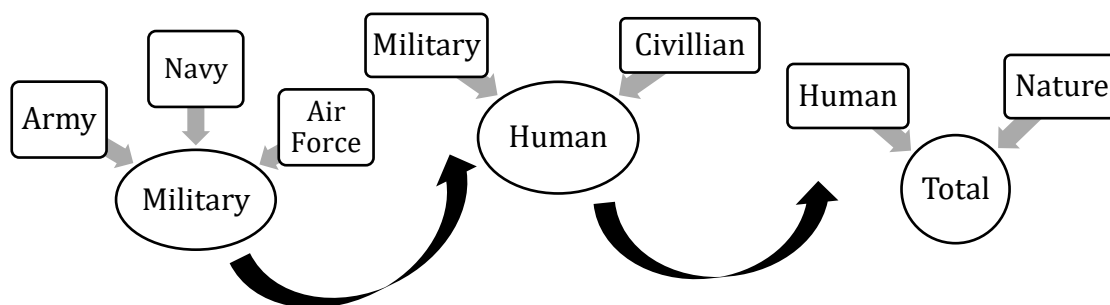 Army
Navy
Air
Force
Military
Military
Civillian
Human
Human
Nature
Total